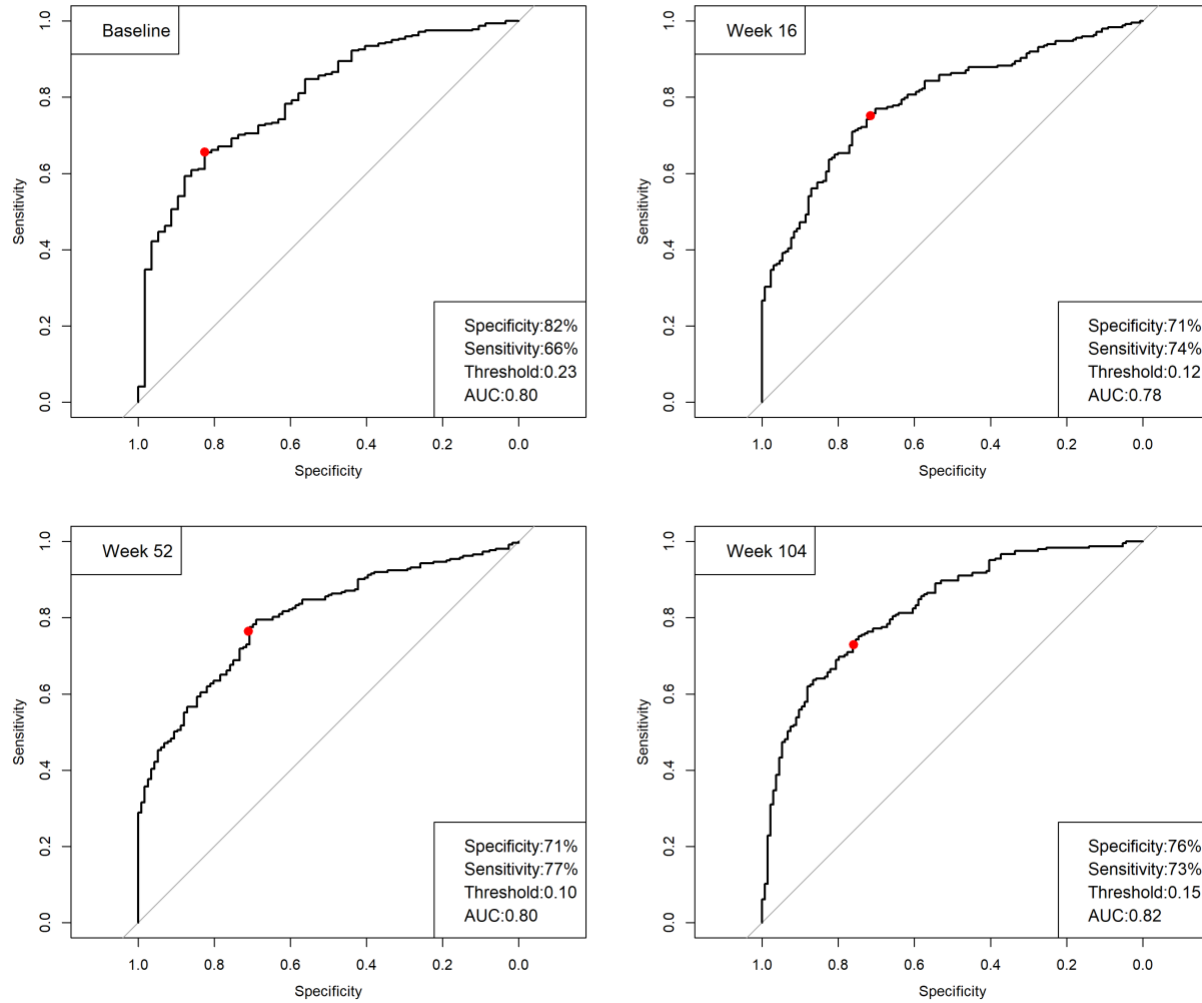 Baseline
1.0
0.8
0.6
0.4
0.2
0.0
Sensitivity
Specificity:82%
Sensitivity:66%
Threshold:0.23
AUC:0.80
1.0 0.8 0.6 0.4 0.2 0.0
Specificity
Week 16
1.0
0.8
0.6
0.4
0.2
0.0
Sensitivity
Specificity:71%
Sensitivity:74%
Threshold:0.12
AUC:0.78
1.0 0.8 0.6 0.4 0.2 0.0
Specificity
Week 52
1.0
0.8
0.6
0.4
0.2
0.0
Sensitivity
Specificity:71%
Sensitivity:77%
Threshold:0.10
AUC:0.80
1.0 0.8 0.6 0.4 0.2 0.0
Specificity
Week 104
1.0
0.8
0.6
0.4
0.2
0.0
Sensitivity
Specificity:76%
Sensitivity:73%
Threshold:0.15
AUC:0.82
1.0 0.8 0.6 0.4 0.2 0.0
Specificity